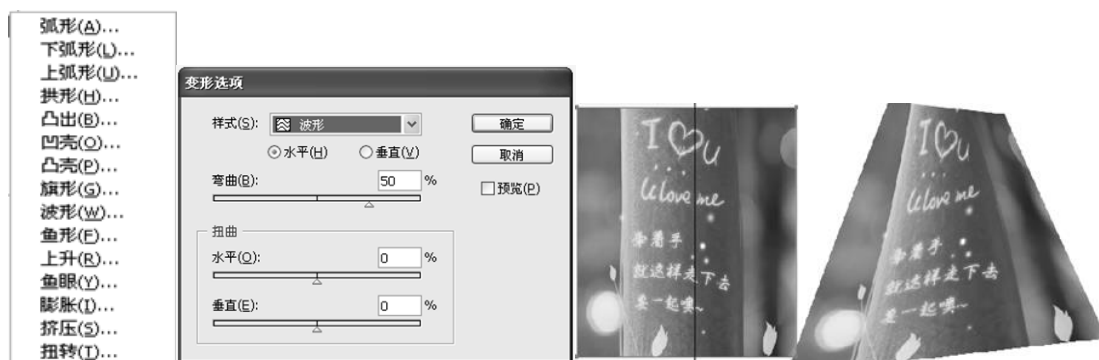 弧形(A)...
下弧形(L)...
上弧形(U)...
拱形(H)...
凸出(B)...
凹壳(O)...
凸壳(P)...
旗形(G)...
波形(W)...
鱼形(F)...
上升(R)...
鱼眼(Y)...
膨胀(I)...
挤压(S)...
扭转(T)...
变形选项
样式(S): 波形
确定
水平(H) 垂直(V)
取消
弯曲(B): 50 %
预览(P)
扭曲
水平(O): 0 %
垂直(E): 0 %
I♡u
...
U love me
牵着手
就这样走下去
要一起噢~
I♡u
...
U love me
牵着手
就这样走下去
要一起噢~